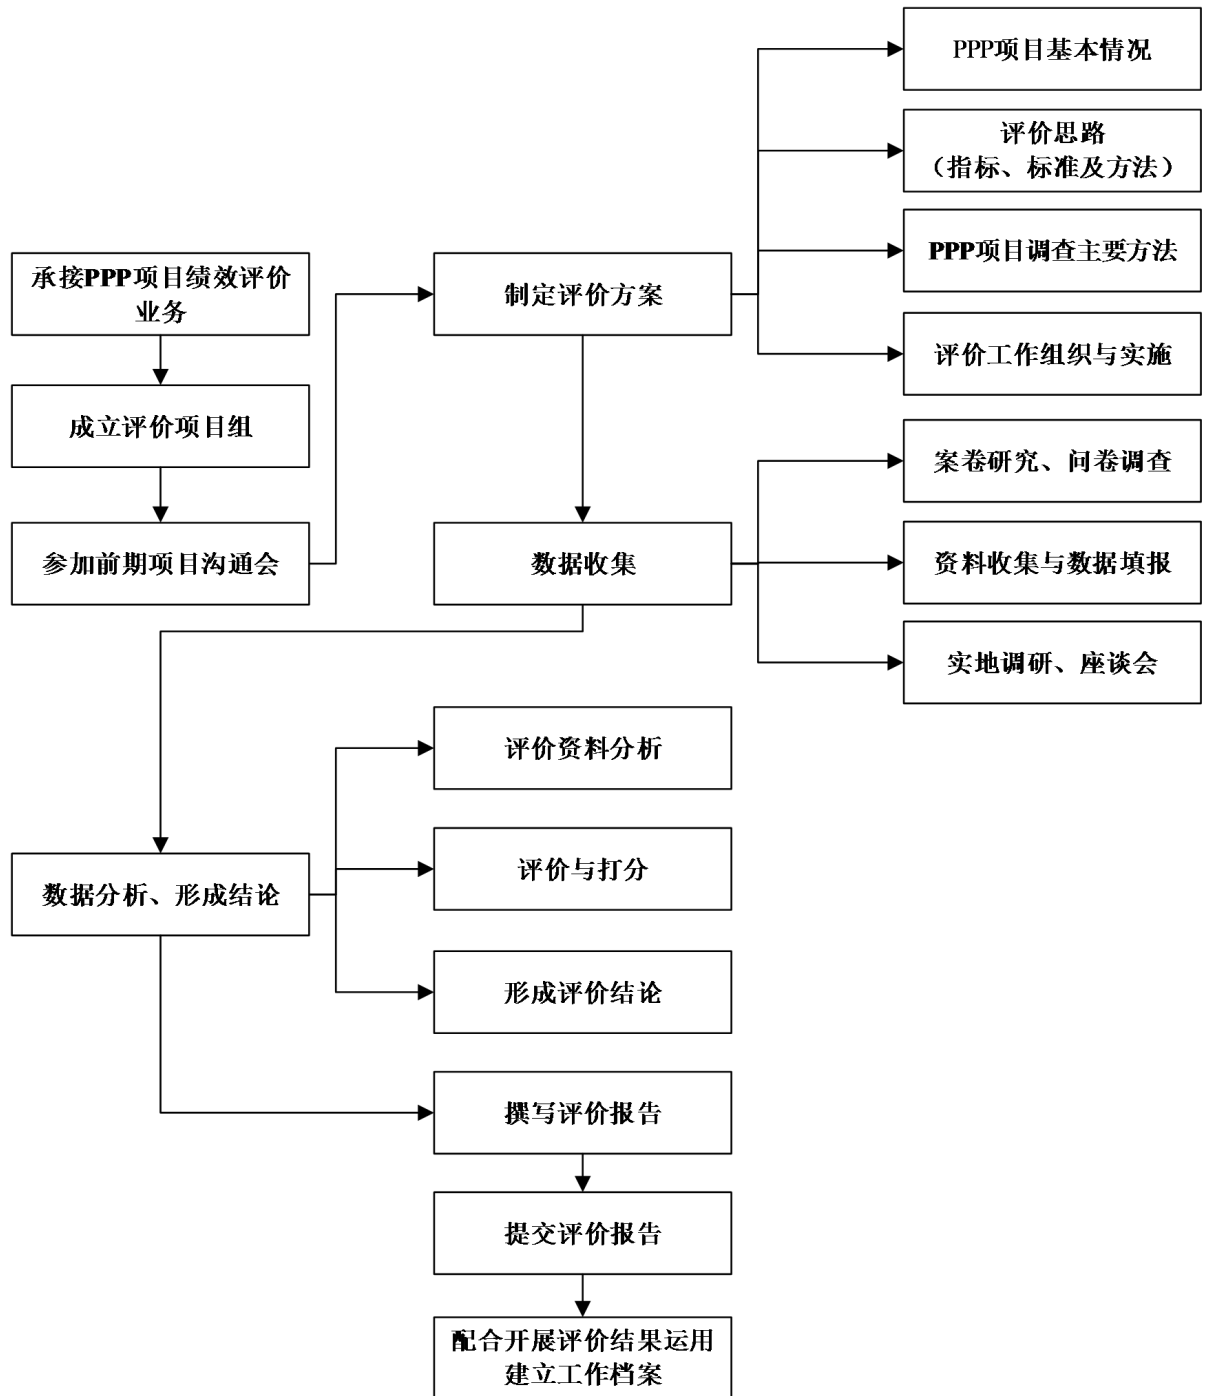 承接PPP项目绩效评价
业务
成立评价项目组
参加前期项目沟通会
制定评价方案
PPP项目基本情况
评价思路
（指标、标准及方法）
PPP项目调查主要方法
评价工作组织与实施
数据收集
案卷研究、问卷调查
资料收集与数据填报
实地调研、座谈会
数据分析、形成结论
评价资料分析
评价与打分
形成评价结论
撰写评价报告
提交评价报告
配合开展评价结果运用
建立工作档案